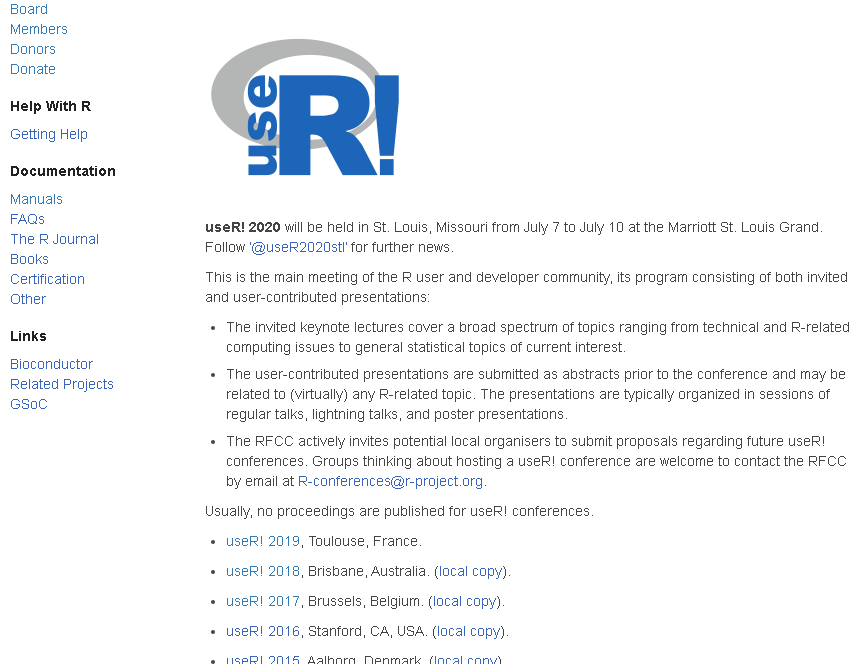 Board
Members
Donors
Donate
Help With R
Getting Help
Documentation
Manuals
FAQs
The R Journal
Books
Certification
Other
Links
Bioconductor
Related Projects
GSoC
use R!
useR! 2020 will be held in St. Louis, Missouri from July 7 to July 10 at the Marriott St. Louis Grand.
Follow '@useR2020stl' for further news.
This is the main meeting of the R user and developer community, its program consisting of both invited
and user-contributed presentations:
• The invited keynote lectures cover a broad spectrum of topics ranging from technical and R-related
computing issues to general statistical topics of current interest.
• The user-contributed presentations are submitted as abstracts prior to the conference and may be
related to (virtually) any R-related topic. The presentations are typically organized in sessions of
regular talks, lightning talks, and poster presentations.
• The RFCC actively invites potential local organisers to submit proposals regarding future useR!
conferences. Groups thinking about hosting a useR! conference are welcome to contact the RFCC
by email at R-conferences@r-project.org.
Usually, no proceedings are published for useR! conferences.
• useR! 2019, Toulouse, France.
• useR! 2018, Brisbane, Australia. (local copy).
• useR! 2017, Brussels, Belgium. (local copy).
• useR! 2016, Stanford, CA, USA. (local copy).
• useR! 2015, Aalborg, Denmark. (local copy).